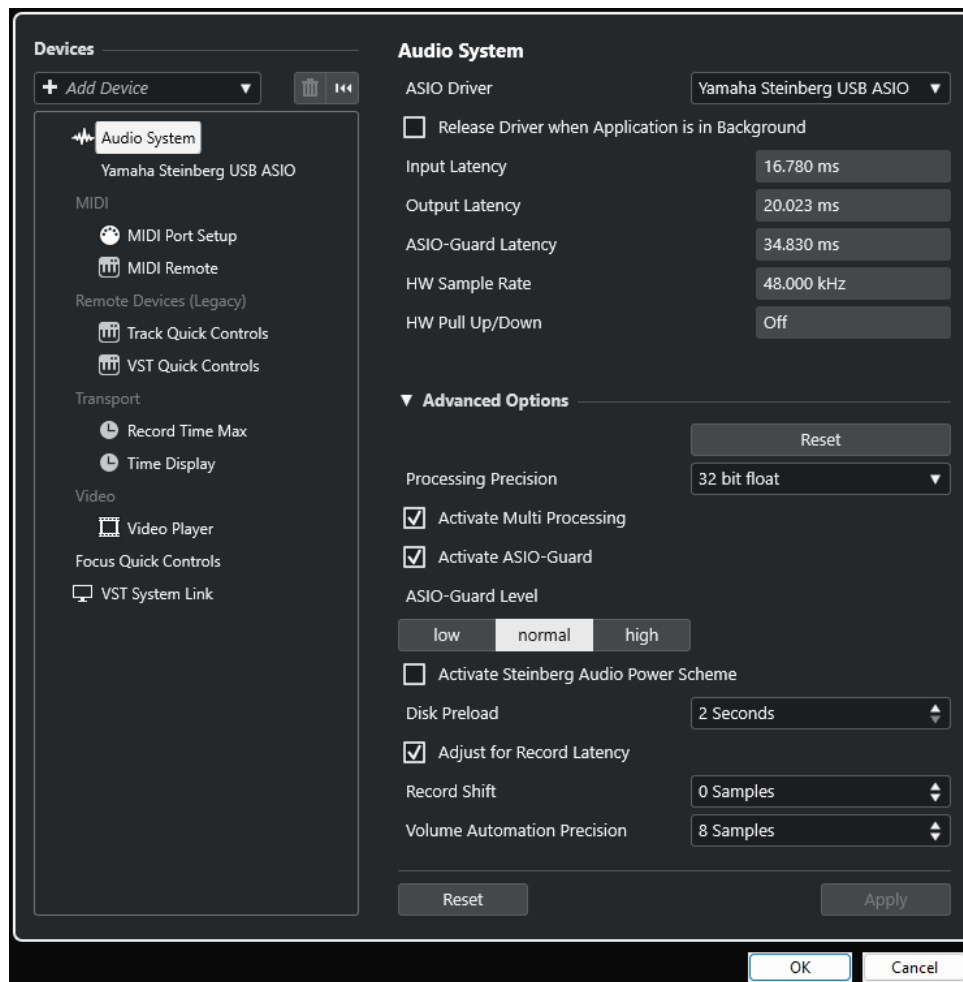 Devices
Add Device
Audio System
Yamaha Steinberg USB ASIO
MIDI
MIDI Port Setup
MIDI Remote
Remote Devices (Legacy)
Track Quick Controls
VST Quick Controls
Transport
Record Time Max
Time Display
Video
Video Player
Focus Quick Controls
VST System Link
Audio System
ASIO Driver Yamaha Steinberg USB ASIO
Release Driver when Application is in Background
Input Latency 16.780 ms
Output Latency 20.023 ms
ASIO-Guard Latency 34.830 ms
HW Sample Rate 48.000 kHz
HW Pull Up/Down Off
Advanced Options
Reset
Processing Precision 32 bit float
Activate Multi Processing
Activate ASIO-Guard
ASIO-Guard Level
low normal high
Activate Steinberg Audio Power Scheme
Disk Preload 2 Seconds
Adjust for Record Latency
Record Shift 0 Samples
Volume Automation Precision 8 Samples
Reset Apply
OK Cancel